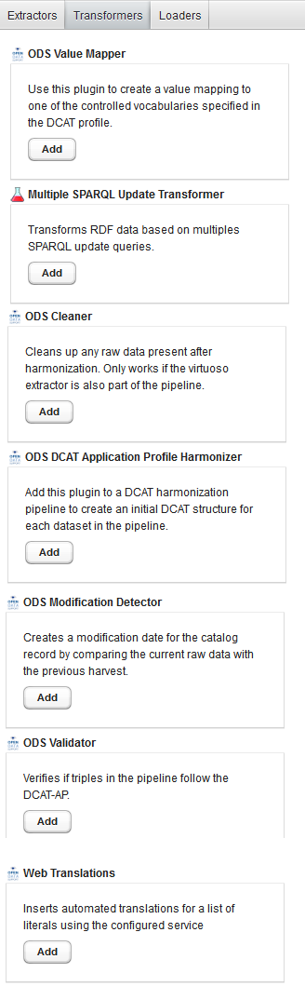 Extractors Transformers Loaders
ODS Value Mapper
Use this plugin to create a value mapping to
one of the controlled vocabularies specified in
the DCAT profile.
Add
Multiple SPARQL Update Transformer
Transforms RDF data based on multiples
SPARQL update queries.
Add
ODS Cleaner
Cleans up any raw data present after
harmonization. Only works if the virtuoso
extractor is also part of the pipeline.
Add
ODS DCAT Application Profile Harmonizer
Add this plugin to a DCAT harmonization
pipeline to create an initial DCAT structure for
each dataset in the pipeline.
Add
ODS Modification Detector
Creates a modification date for the catalog
record by comparing the current raw data with
the previous harvest.
Add
ODS Validator
Verifies if triples in the pipeline follow the
DCAT-AP.
Add
Web Translations
Inserts automated translations for a list of
literals using the configured service
Add